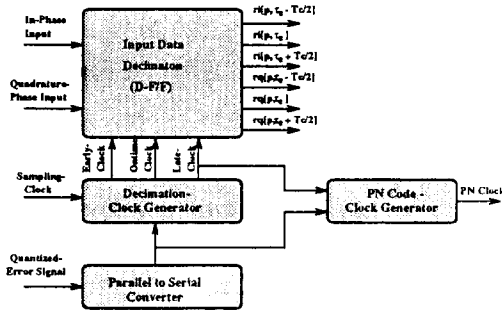 In-Phase
Input
Quadrature-
Phase Input
Input Data
Decimaton
(D-F/F)
ri[p, τ₀ - Tc/2]
ri[p, τ₀ ]
ri[p, τ₀ + Tc/2]
rq[p,τ₀ - Tc/2]
rq[p,τ₀ ]
rq[p,τ₀ + Tc/2]
Early-
Clock
Ontime
Clock
Late-
Clock
Sampling-
Clock
Decimation-
Clock Generator
PN Code -
Clock Generator
PN Clock
Quantized-
Error Signal
Parallel to Serial
Converter